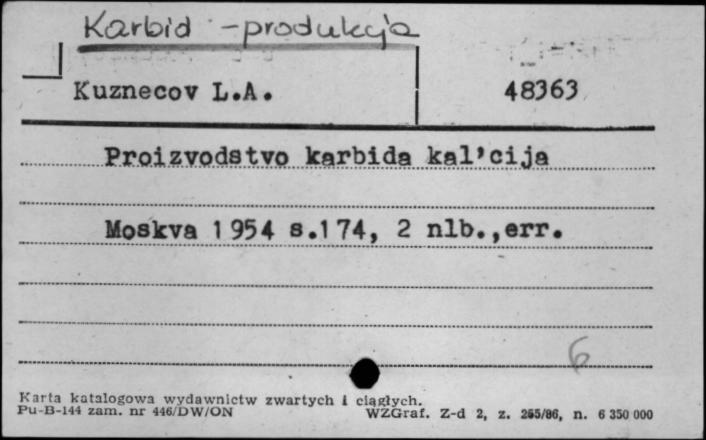 Karbid - produkcja
Kuznecov L.A. 48363
Proizvodstvo karbida kal'cija
Moskva 1954 s.174, 2 nlb.,err.
6
Karta katalogowa wydawnictw zwartych i ciągłych.
Pu-B-144 zam. nr 446/DW/ON WZGraf. Z-d 2, z. 265/86, n. 6 350 000